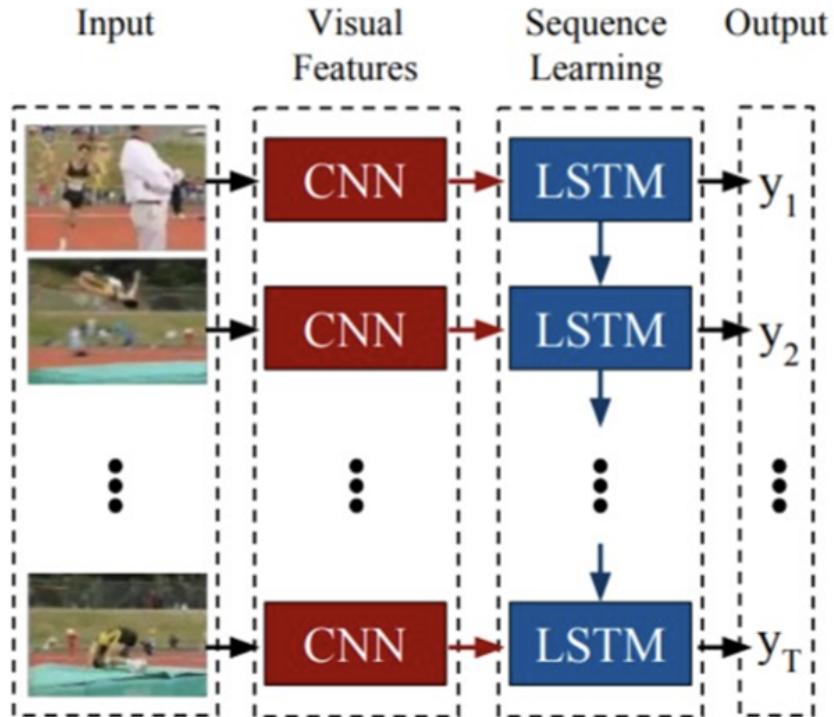 Input
Visual
Features
Sequence
Learning
Output
CNN
LSTM
y1
CNN
LSTM
y2
CNN
LSTM
yT